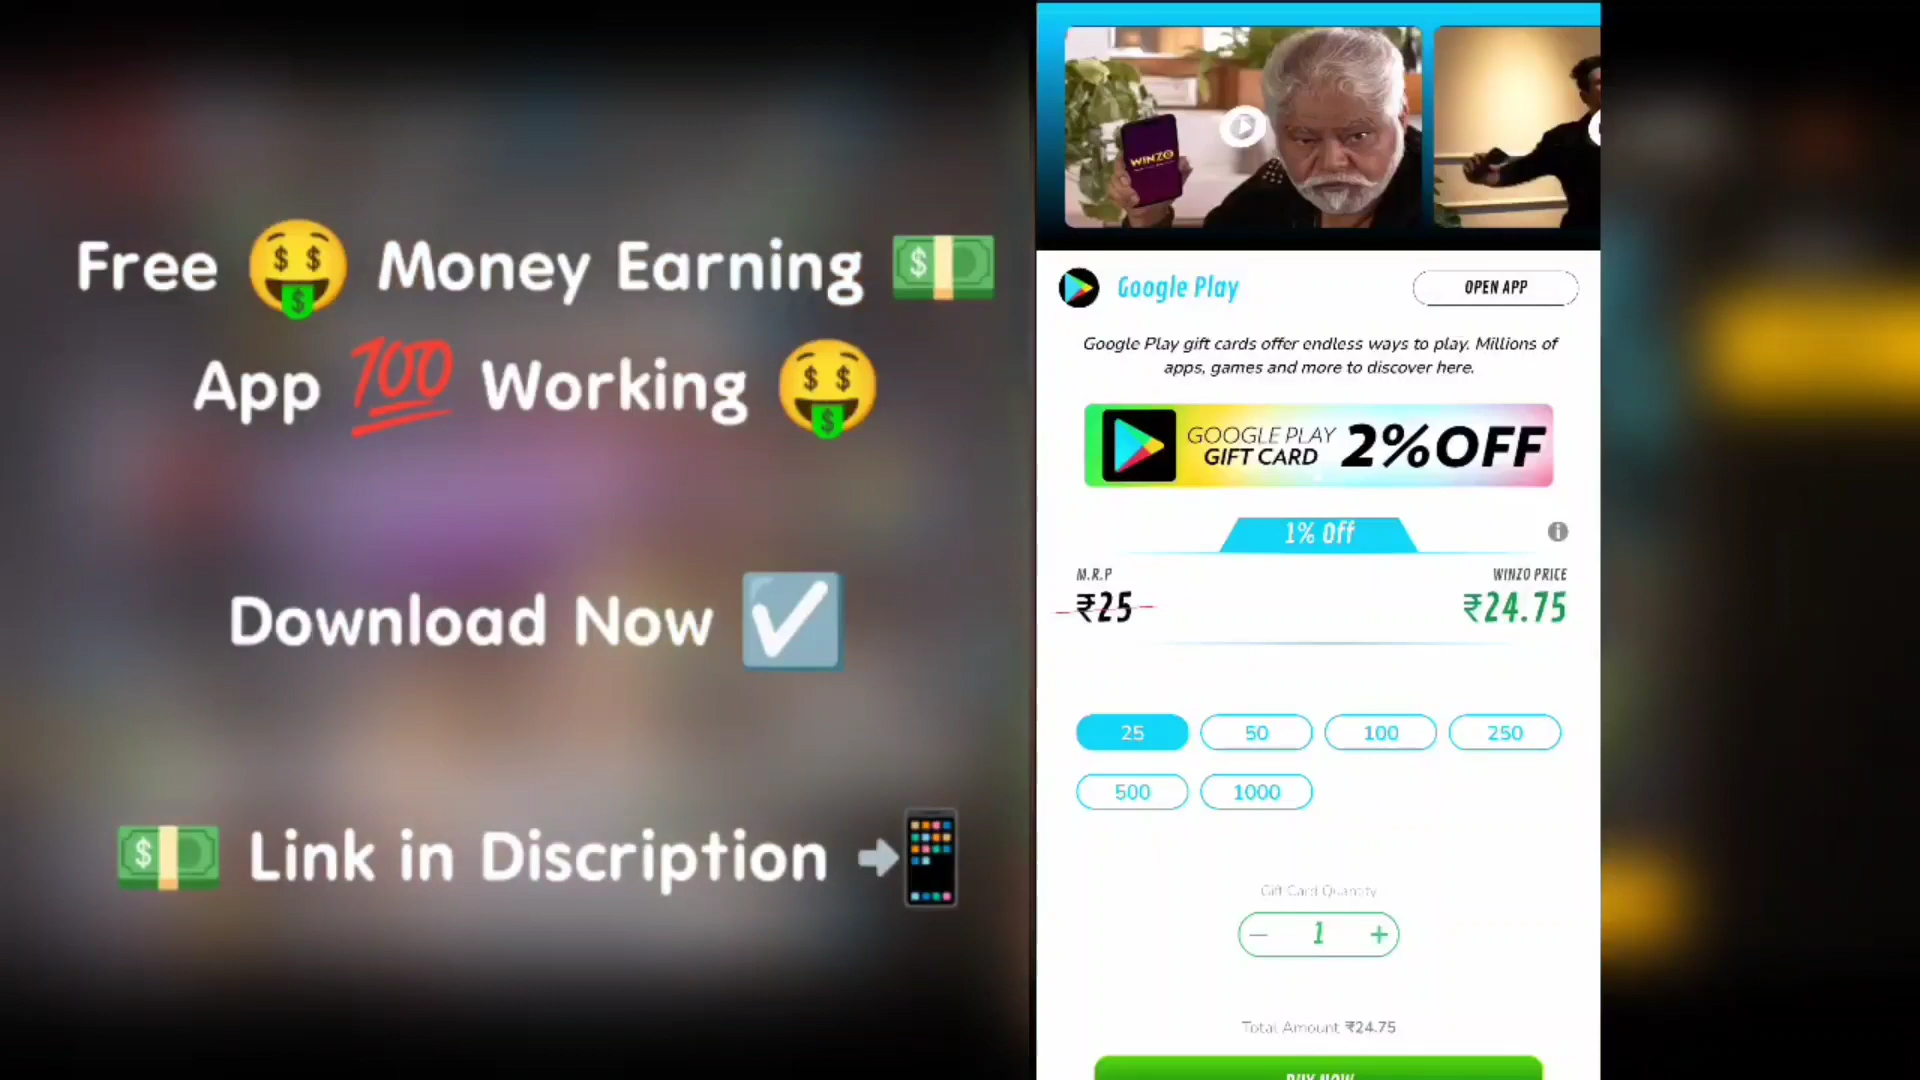 Free 🤑 Money Earning 💵
App 💯 Working 🤑
Download Now ☑️
💵 Link in Discription 📲
WINZO
Google Play
OPEN APP
Google Play gift cards offer endless ways to play. Millions of
apps, games and more to discover here.
GOOGLE PLAY
GIFT CARD
2%OFF
1% Off
M.R.P
WINZO PRICE
₹25
₹24.75
25
50
100
250
500
1000
Gift Card Quantity
1
Total Amount ₹24.75
BUY NOW